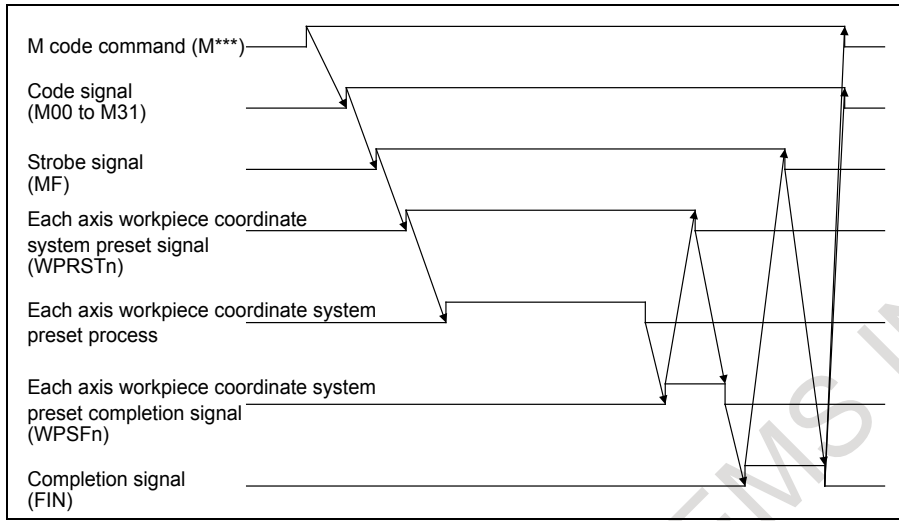 M code command (M***)
Code signal
(M00 to M31)
Strobe signal
(MF)
Each axis workpiece coordinate
system preset signal
(WPRSTn)
Each axis workpiece coordinate system
preset process
Each axis workpiece coordinate system
preset completion signal
(WPSFn)
Completion signal
(FIN)